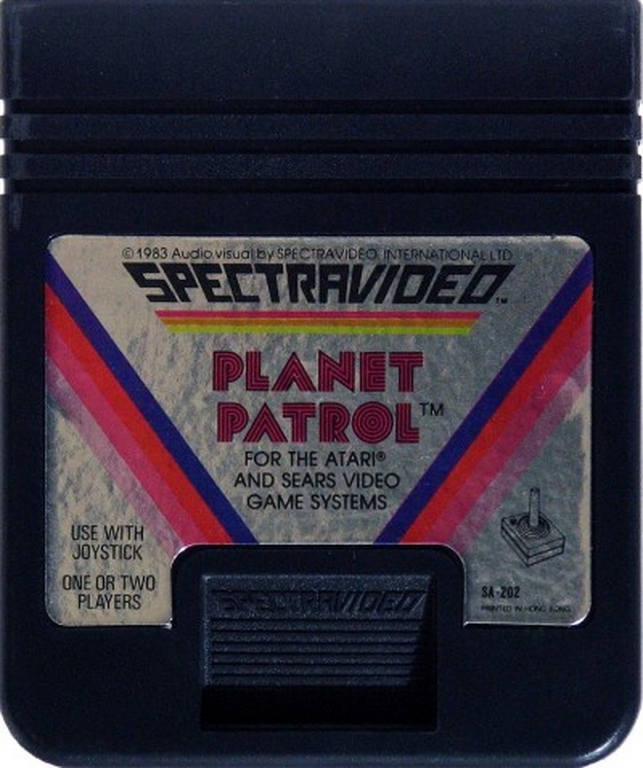 © 1983 Audio visual by SPECTRAVIDEO INTERNATIONAL LTD
SPECTRAVIDEO™
PLANET
PATROL™
FOR THE ATARI®
AND SEARS VIDEO
GAME SYSTEMS
USE WITH
JOYSTICK
ONE OR TWO
PLAYERS
SA-202
PRINTED IN HONG KONG
SPECTRAVIDEO